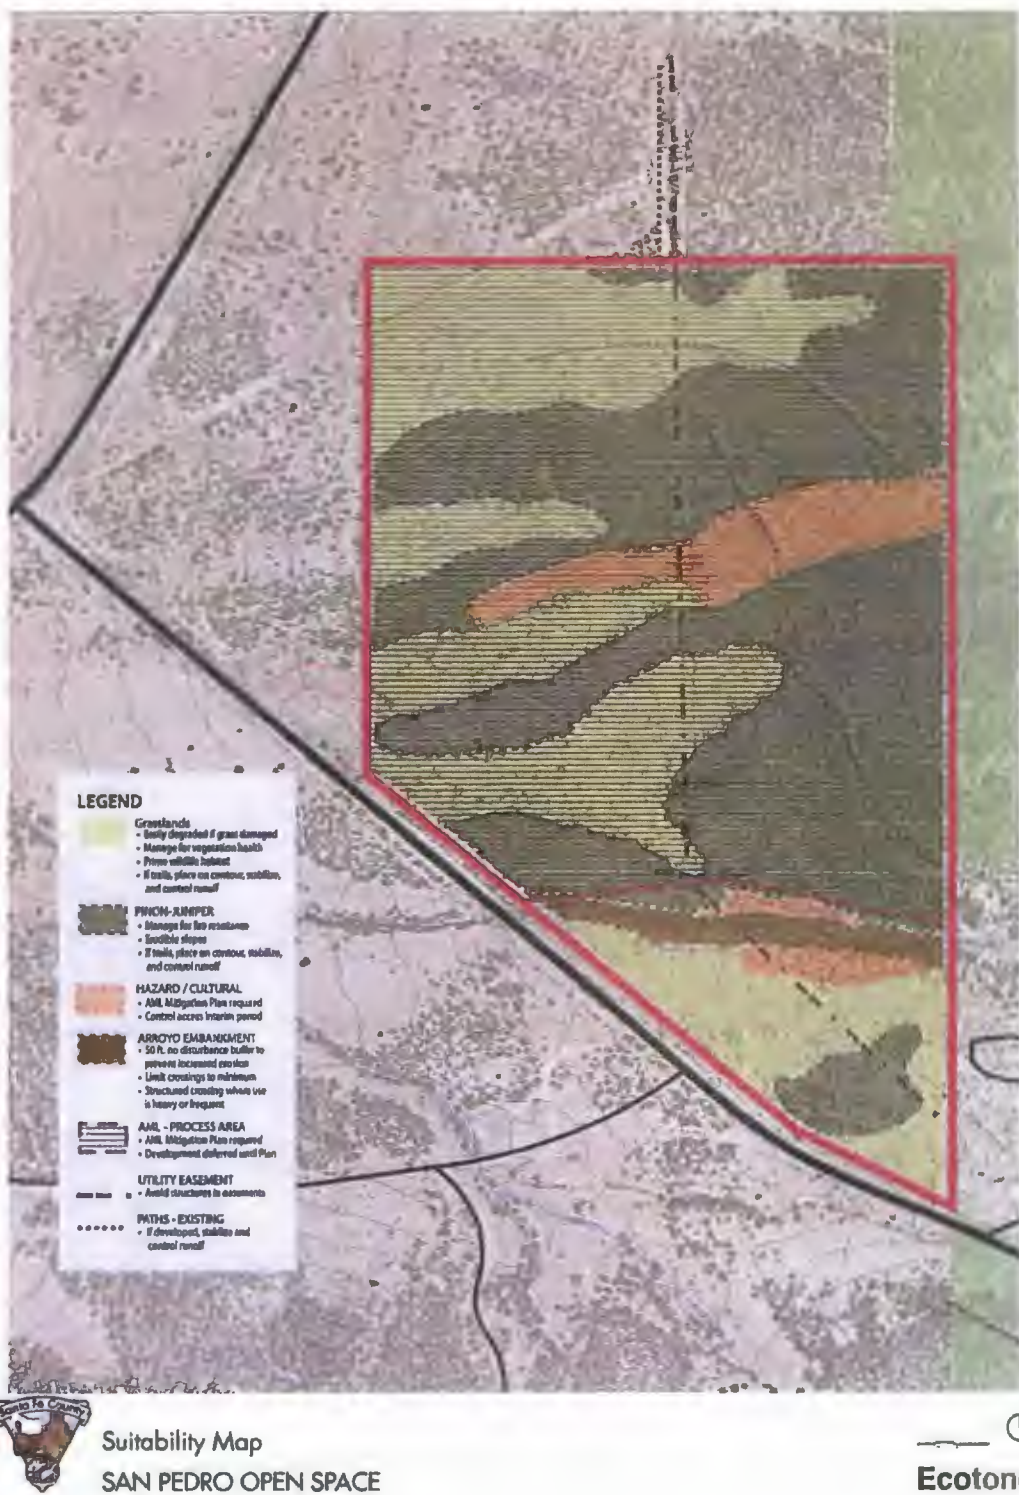 LEGEND
Grasslands
• Easily degraded if grass damaged
• Manage for vegetation health
• Prime wildlife habitat
• If trails, place on contour, stabilize,
and control runoff
PINON-JUNIPER
• Manage for fire resistance
• Erodible slopes
• If trails, place on contour, stabilize,
and control runoff
HAZARD / CULTURAL
• AML Mitigation Plan required
• Control access interim period
ARROYO EMBANKMENT
• 50 ft. no disturbance buffer to
prevent increased erosion
• Limit crossings to minimum
• Structured crossing where use
is heavy or frequent
AML - PROCESS AREA
• AML Mitigation Plan required
• Development deferred until Plan
UTILITY EASEMENT
• Avoid structures in easements
PATHS - EXISTING
• If developed, stabilize and
control runoff
Santa Fe County
Suitability Map
SAN PEDRO OPEN SPACE
Ecoton